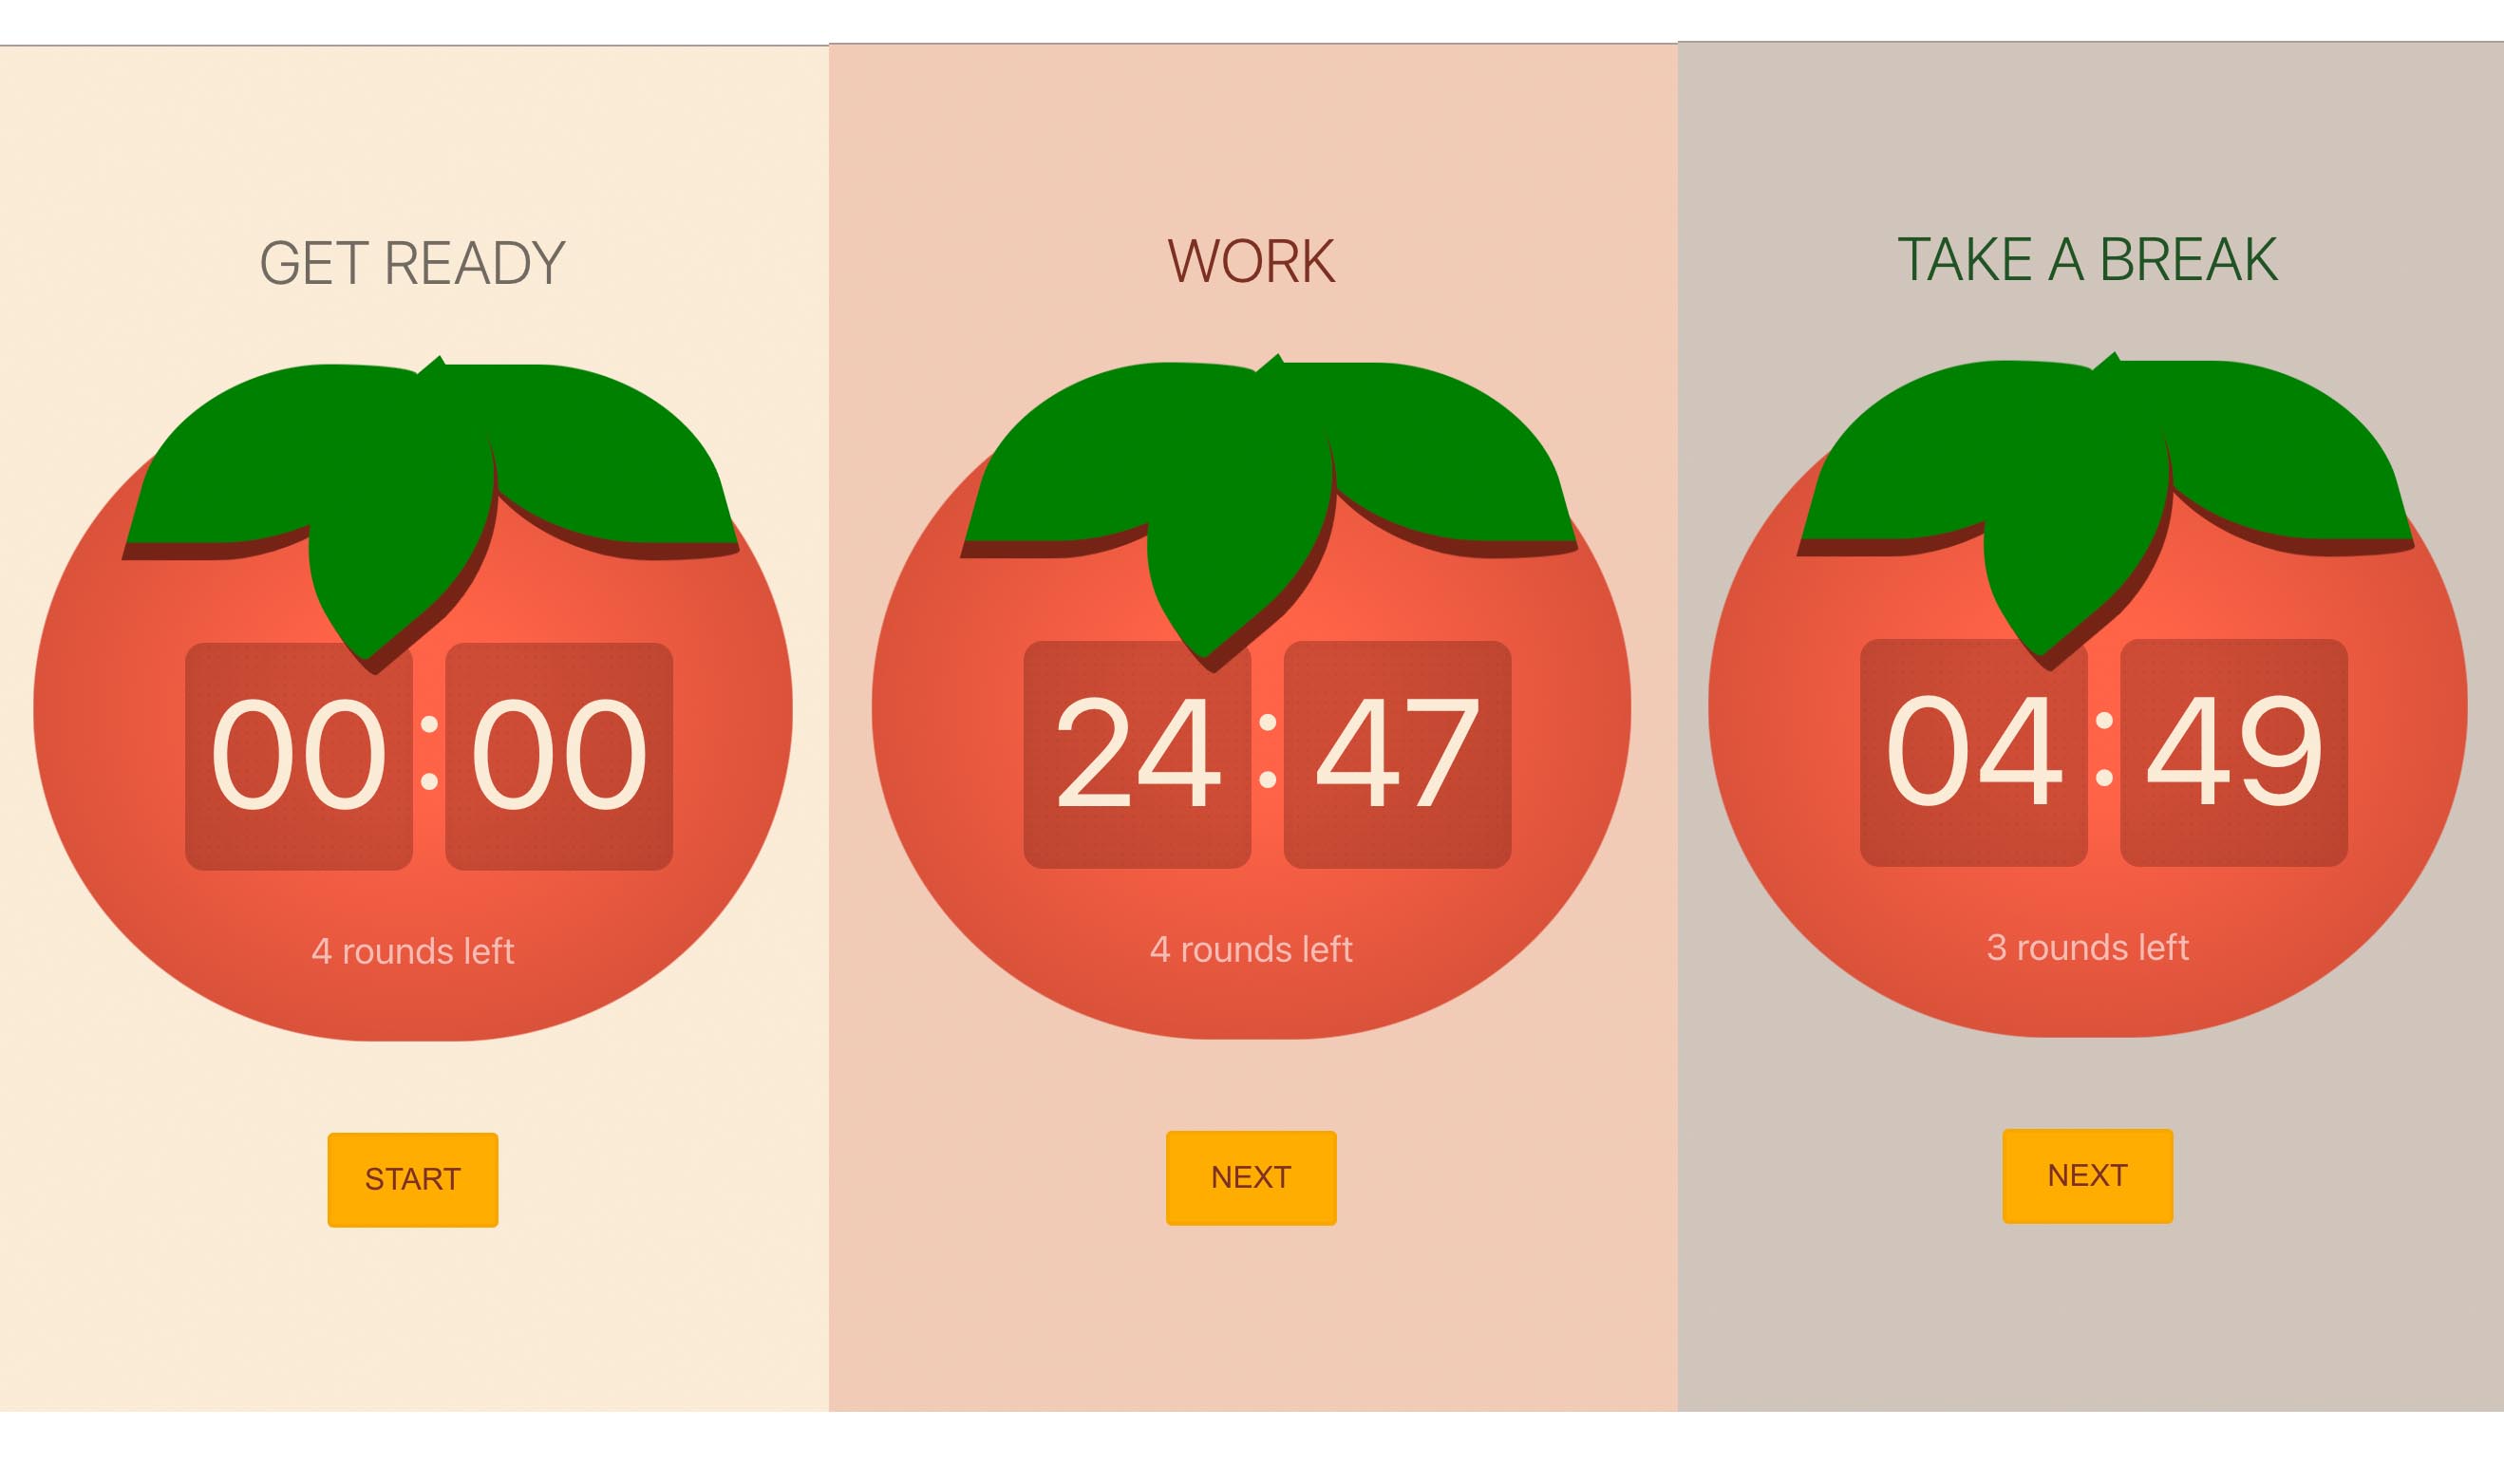 GET READY
00:00
4 rounds left
START
WORK
24:47
4 rounds left
NEXT
TAKE A BREAK
04:49
3 rounds left
NEXT